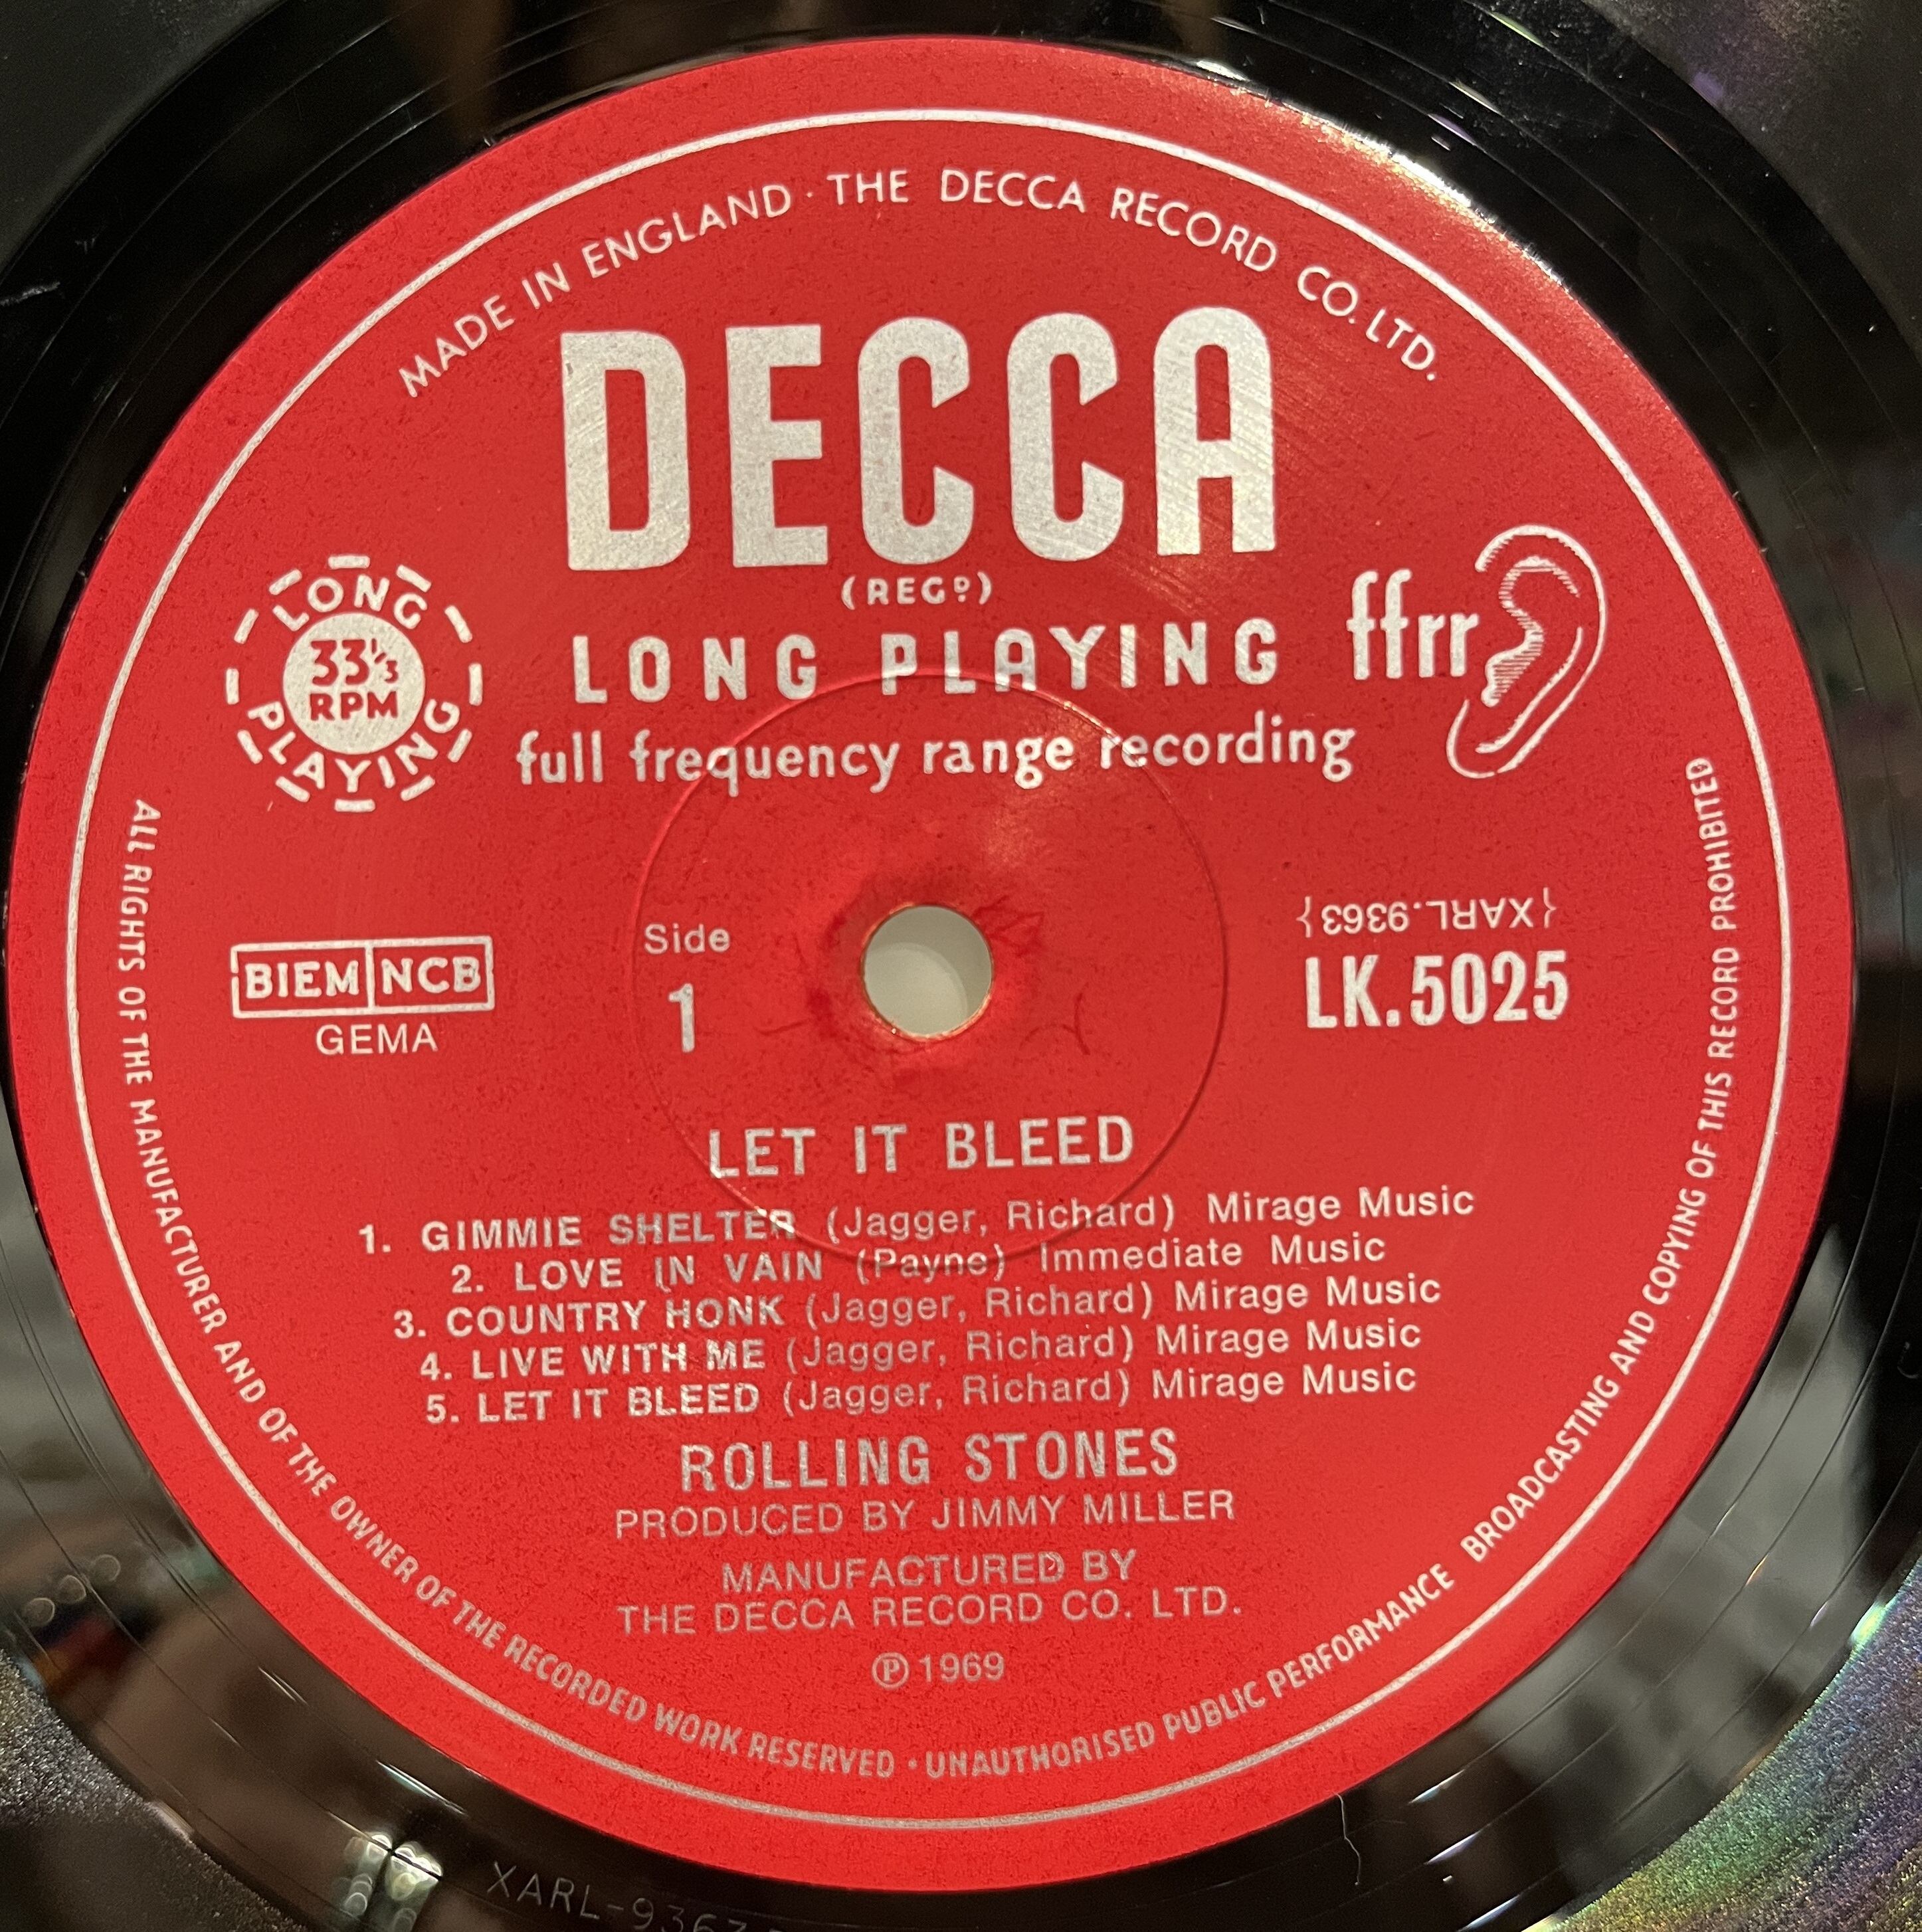 MADE IN ENGLAND · THE DECCA RECORD CO. LTD.
DECCA
(REGD)
LONG PLAYING
ffrr
full frequency range recording
LONG
33 1/3
RPM
PLAYING
BIEM NCB
GEMA
Side
1
{XARL.9363}
LK.5025
LET IT BLEED
1. GIMMIE SHELTER (Jagger, Richard) Mirage Music
2. LOVE IN VAIN (Payne) Immediate Music
3. COUNTRY HONK (Jagger, Richard) Mirage Music
4. LIVE WITH ME (Jagger, Richard) Mirage Music
5. LET IT BLEED (Jagger, Richard) Mirage Music
ROLLING STONES
PRODUCED BY JIMMY MILLER
MANUFACTURED BY
THE DECCA RECORD CO. LTD.
℗ 1969
ALL RIGHTS OF THE MANUFACTURER AND OF THE OWNER OF THE RECORDED WORK RESERVED · UNAUTHORISED PUBLIC PERFORMANCE BROADCASTING AND COPYING OF THIS RECORD PROHIBITED
XARL-9363